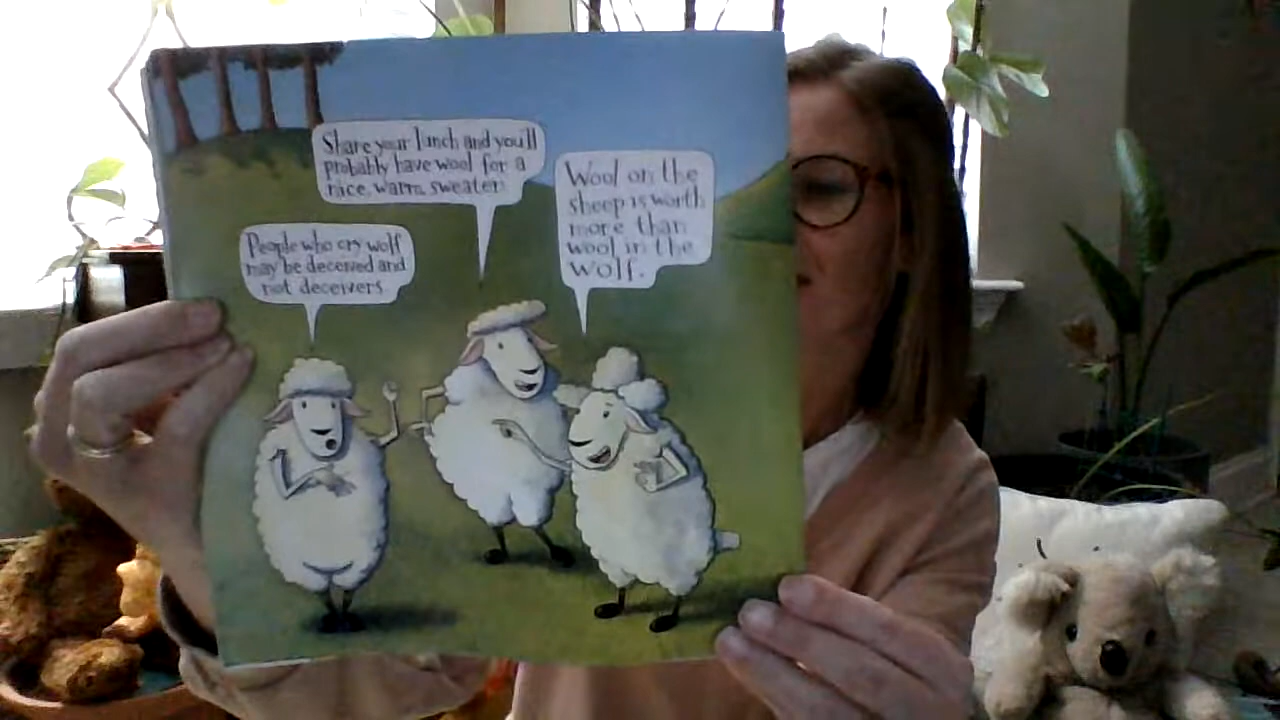 Share your lunch and you'll
probably have wool for a
nice, warm, sweater.
Wool on the
sheep is worth
more than
wool in the
wolf.
People who cry wolf
may be deceived and
not deceivers.